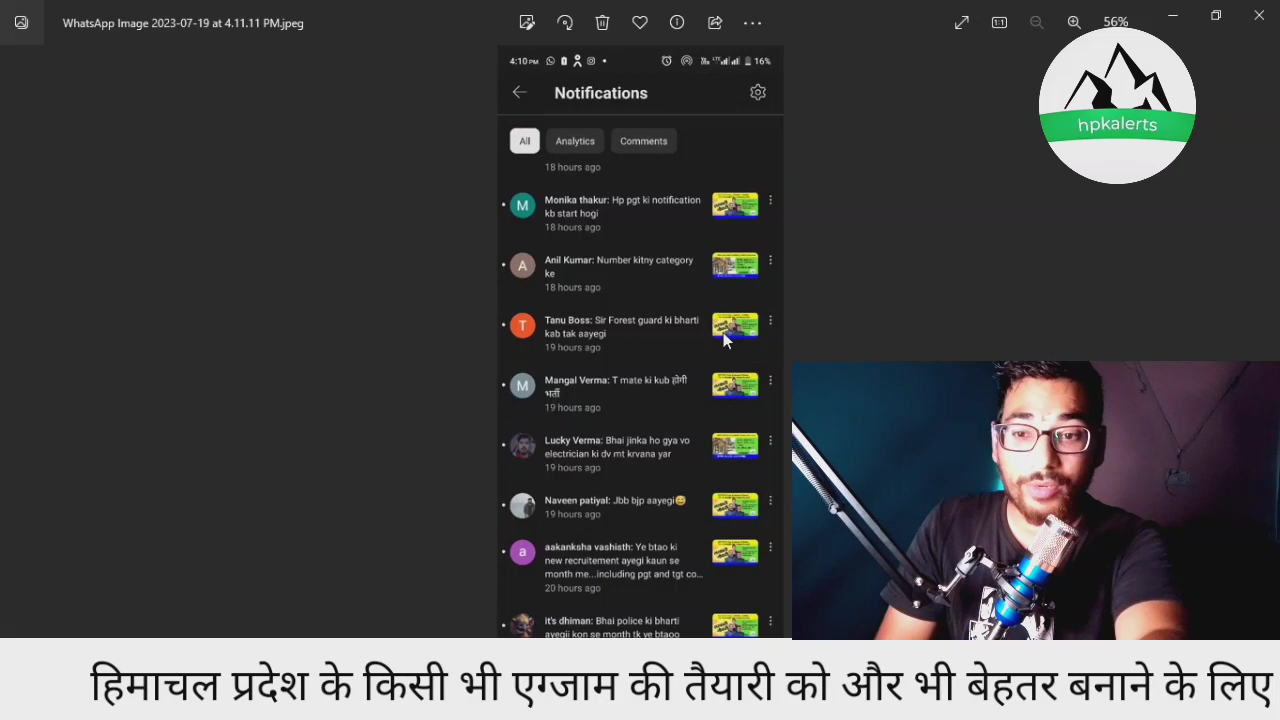 WhatsApp Image 2023-07-19 at 4.11.11 PM.jpeg
56%
hpkalerts
4:10 PM
16%
Notifications
All
Analytics
Comments
18 hours ago
Monika thakur: Hp pgt ki notification
kb start hogi
18 hours ago
Anil Kumar: Number kitny category
ke
18 hours ago
Tanu Boss: Sir Forest guard ki bharti
kab tak aayegi
19 hours ago
Mangal Verma: T mate ki kub होगी
भर्ती
19 hours ago
Lucky Verma: Bhai jinka ho gya vo
electrician ki dv mt krvana yar
19 hours ago
Naveen patiyal: Jbb bjp aayegi😅
19 hours ago
aakanksha vashisth: Ye btao ki
new recruitement ayegi kaun se
month me...including pgt and tgt co...
20 hours ago
it's dhiman: Bhai police ki bharti
ayegii kon se month tk ye btaoo
हिमाचल प्रदेश के किसी भी एग्जाम की तैयारी को और भी बेहतर बनाने के लिए